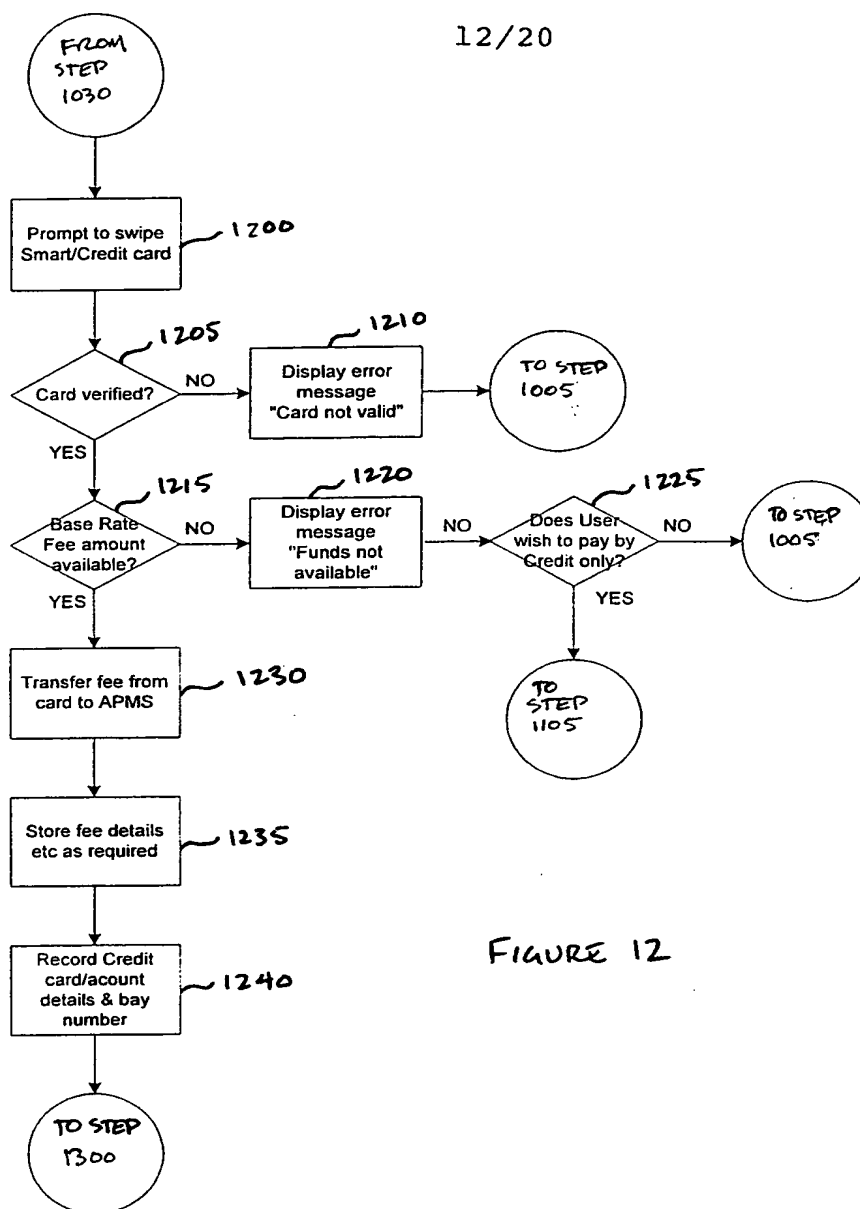 12/20
FROM
STEP
1030
Prompt to swipe
Smart/Credit card
1200
1205
Card verified?
NO
YES
1210
Display error
message
"Card not valid"
TO STEP
1005
1215
Base Rate
Fee amount
available?
NO
YES
1220
Display error
message
"Funds not
available"
NO
1225
Does User
wish to pay by
Credit only?
NO
YES
TO STEP
1005
TO
STEP
1105
Transfer fee from
card to APMS
1230
Store fee details
etc as required
1235
Record Credit
card/acount
details & bay
number
1240
TO STEP
1300
FIGURE 12